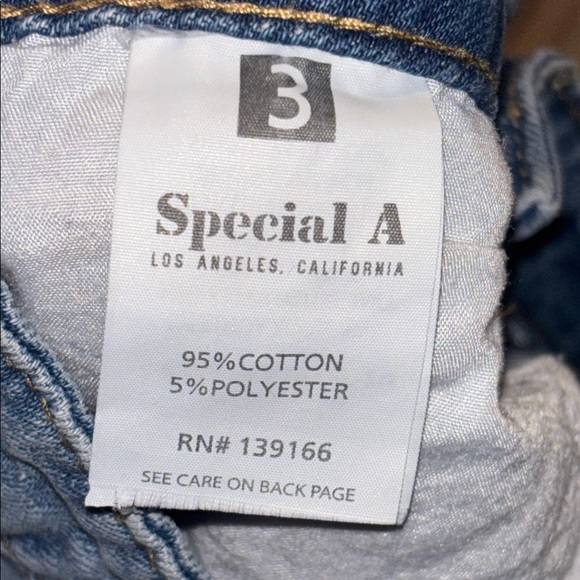 3
Special A
LOS ANGELES, CALIFORNIA
95%COTTON
5%POLYESTER
RN# 139166
SEE CARE ON BACK PAGE